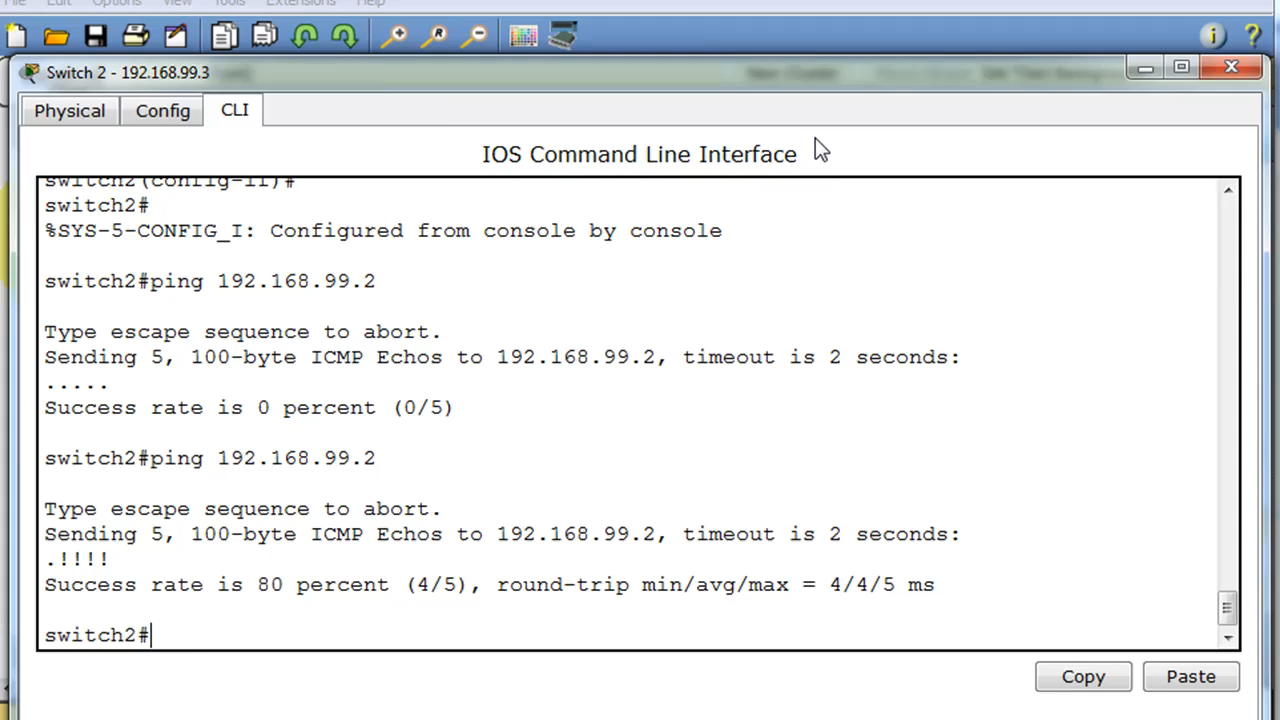 File Edit Options View Tools Extensions Help
Switch 2 - 192.168.99.3
Physical Config CLI
IOS Command Line Interface
switch2(config-if)#
switch2#
%SYS-5-CONFIG_I: Configured from console by console
switch2#ping 192.168.99.2
Type escape sequence to abort.
Sending 5, 100-byte ICMP Echos to 192.168.99.2, timeout is 2 seconds:
.....
Success rate is 0 percent (0/5)
switch2#ping 192.168.99.2
Type escape sequence to abort.
Sending 5, 100-byte ICMP Echos to 192.168.99.2, timeout is 2 seconds:
.!!!!
Success rate is 80 percent (4/5), round-trip min/avg/max = 4/4/5 ms
switch2#
Copy Paste